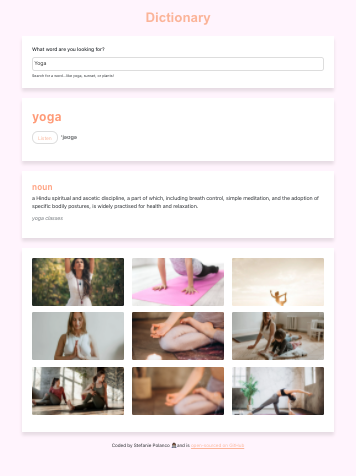 Dictionary
What word are you looking for?
Yoga
Search for a word, like yoga, sunset, or plants!
yoga
Listen
'jəʊgə
noun
a Hindu spiritual and ascetic discipline, a part of which, including breath control, simple meditation, and the adoption of
specific bodily postures, is widely practised for health and relaxation.
yoga classes
Coded by Stefanie Polanco and is open-sourced on GitHub